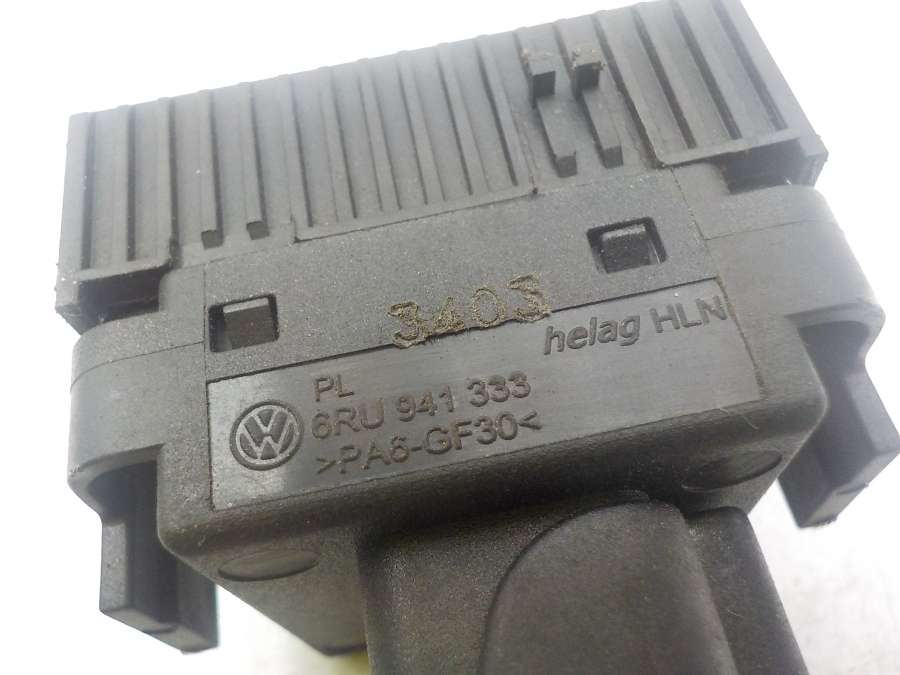 3403
helag HLN
PL
6RU 941 333
>PA6-GF30<